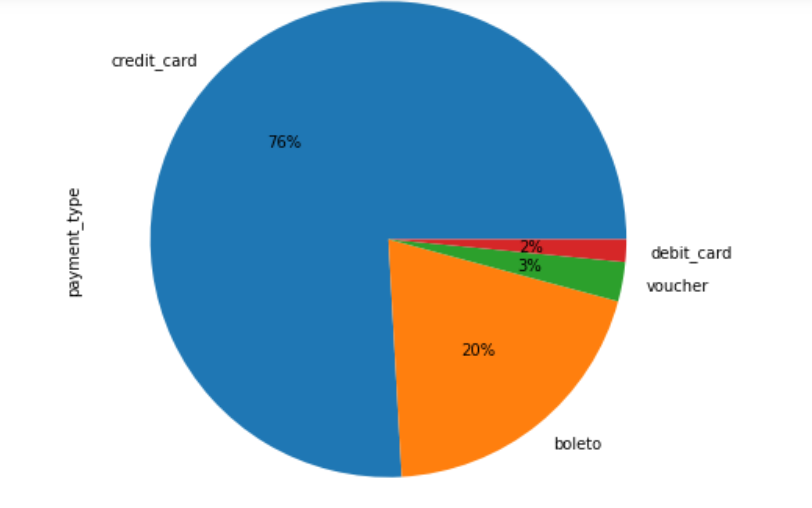 credit_card
76%
payment_type
2%
debit_card
3%
voucher
20%
boleto